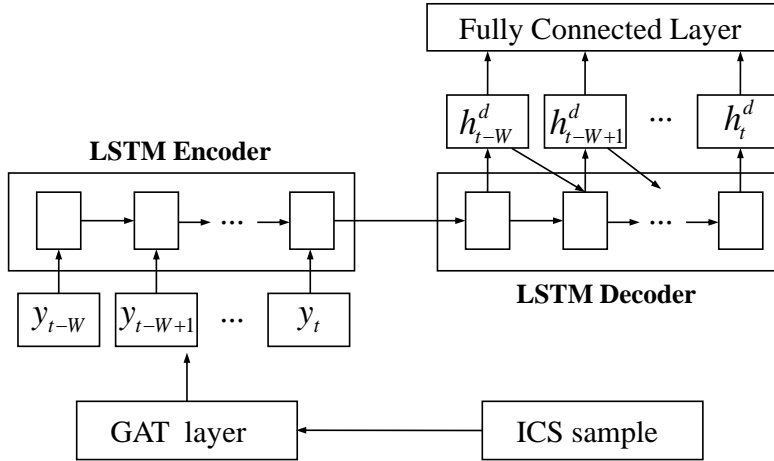 Fully Connected Layer
h^d_{t-W} h^d_{t-W+1} ... h^d_t
LSTM Encoder
...
...
LSTM Decoder
y_{t-W} y_{t-W+1} ... y_t
GAT layer
ICS sample